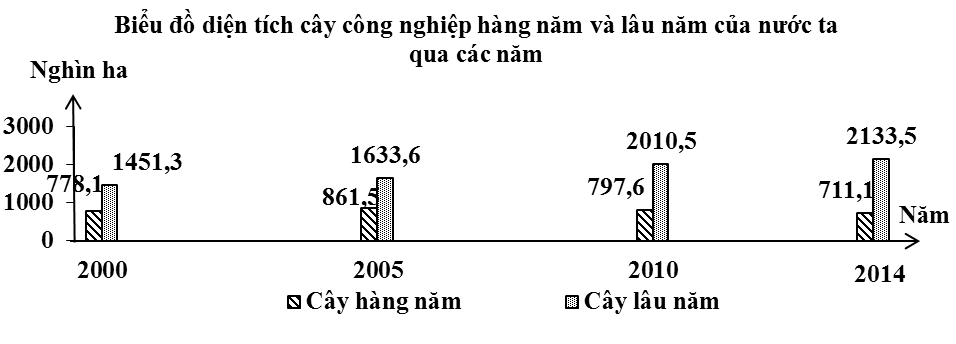 Biểu đồ diện tích cây công nghiệp hàng năm và lâu năm của nước ta
qua các năm
Nghìn ha
3000
2000
1000
0
778,1
1451,3
861,5
1633,6
797,6
2010,5
711,1
2133,5
Năm
2000 2005 2010 2014
Cây hàng năm Cây lâu năm